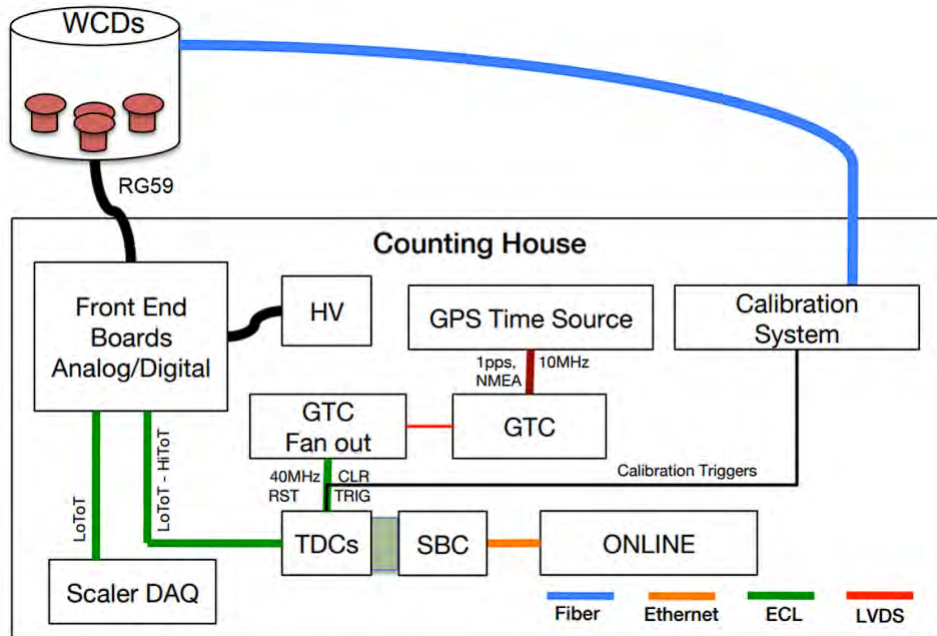 WCDs
RG59
Counting House
Front End
Boards
Analog/Digital
HV
GPS Time Source
Calibration
System
1pps,
NMEA
10MHz
GTC
Fan out
GTC
LoToT
LoToT - HiToT
40MHz
RST
CLR
TRIG
Calibration Triggers
TDCs
SBC
ONLINE
Scaler DAQ
Fiber
Ethernet
ECL
LVDS